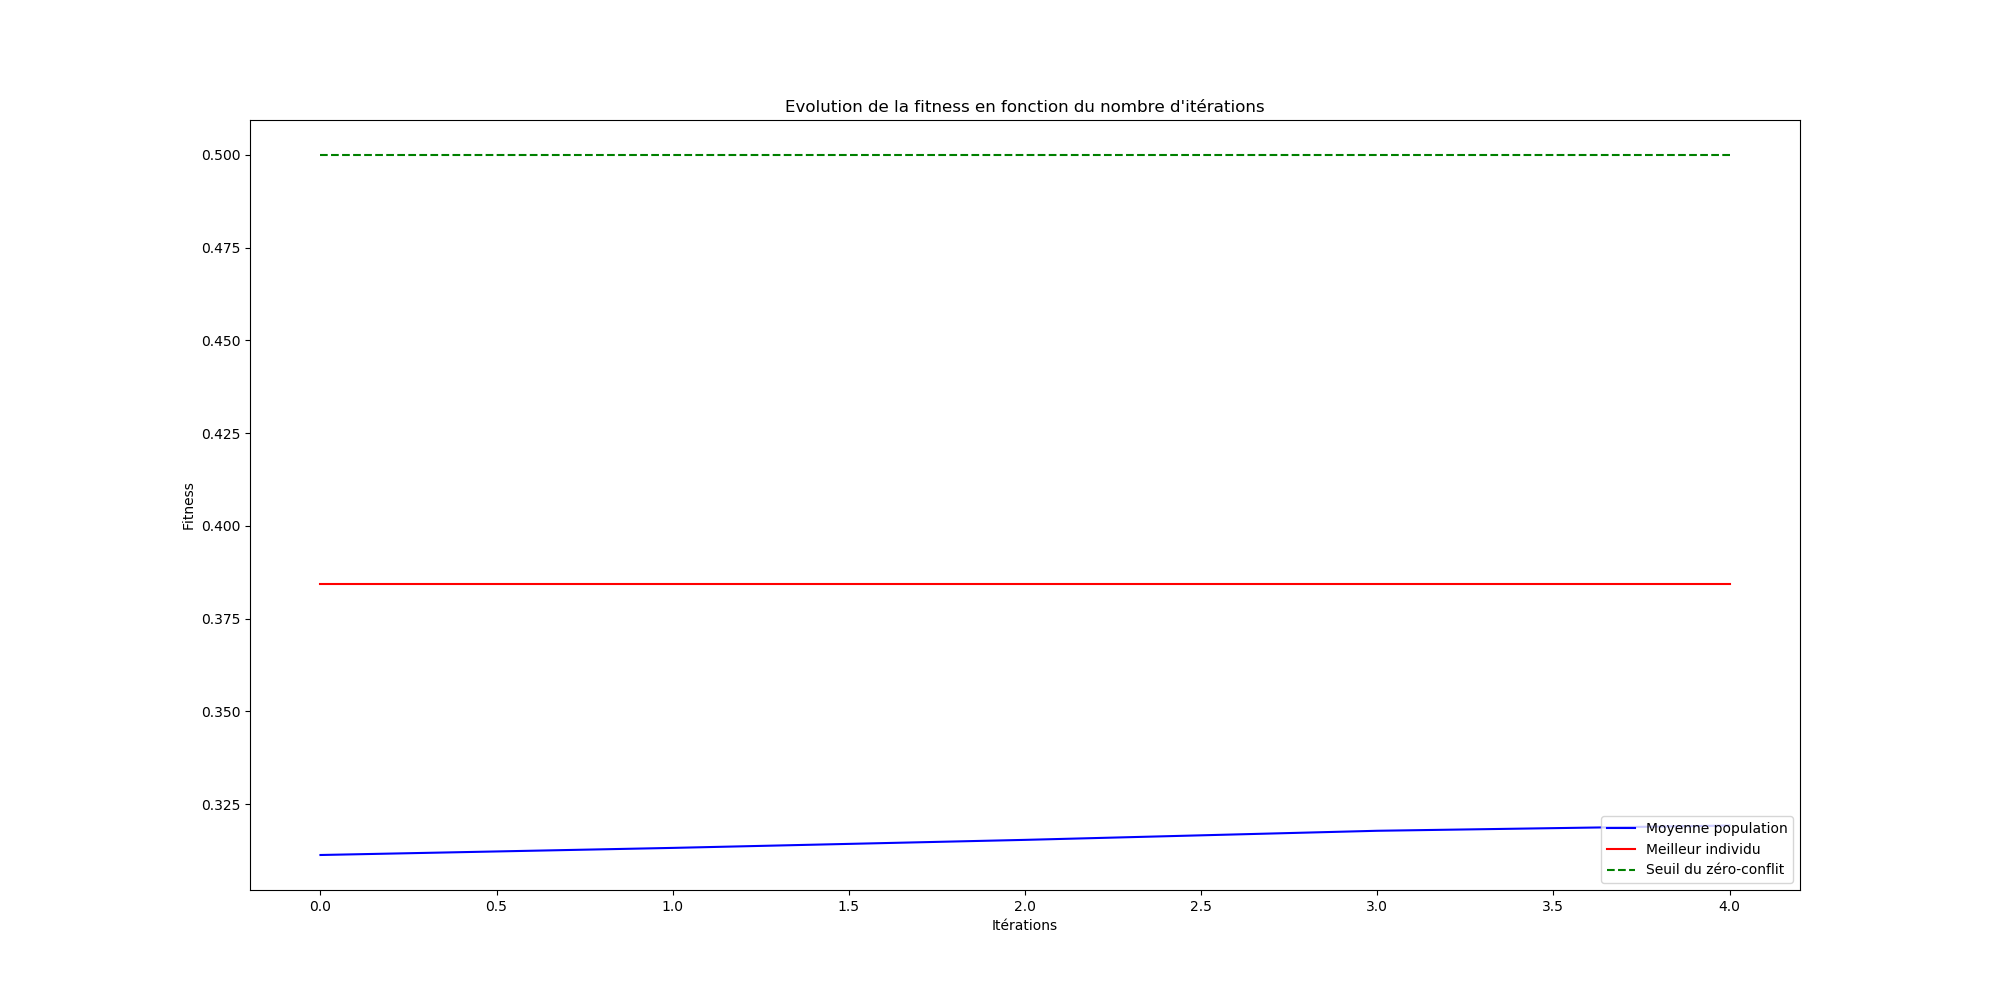 Evolution de la fitness en fonction du nombre d'itérations
0.500
0.475
0.450
0.425
0.400
0.375
0.350
0.325
Fitness
0.0 0.5 1.0 1.5 2.0 2.5 3.0 3.5 4.0
Itérations
Moyenne population
Meilleur individu
Seuil du zéro-conflit